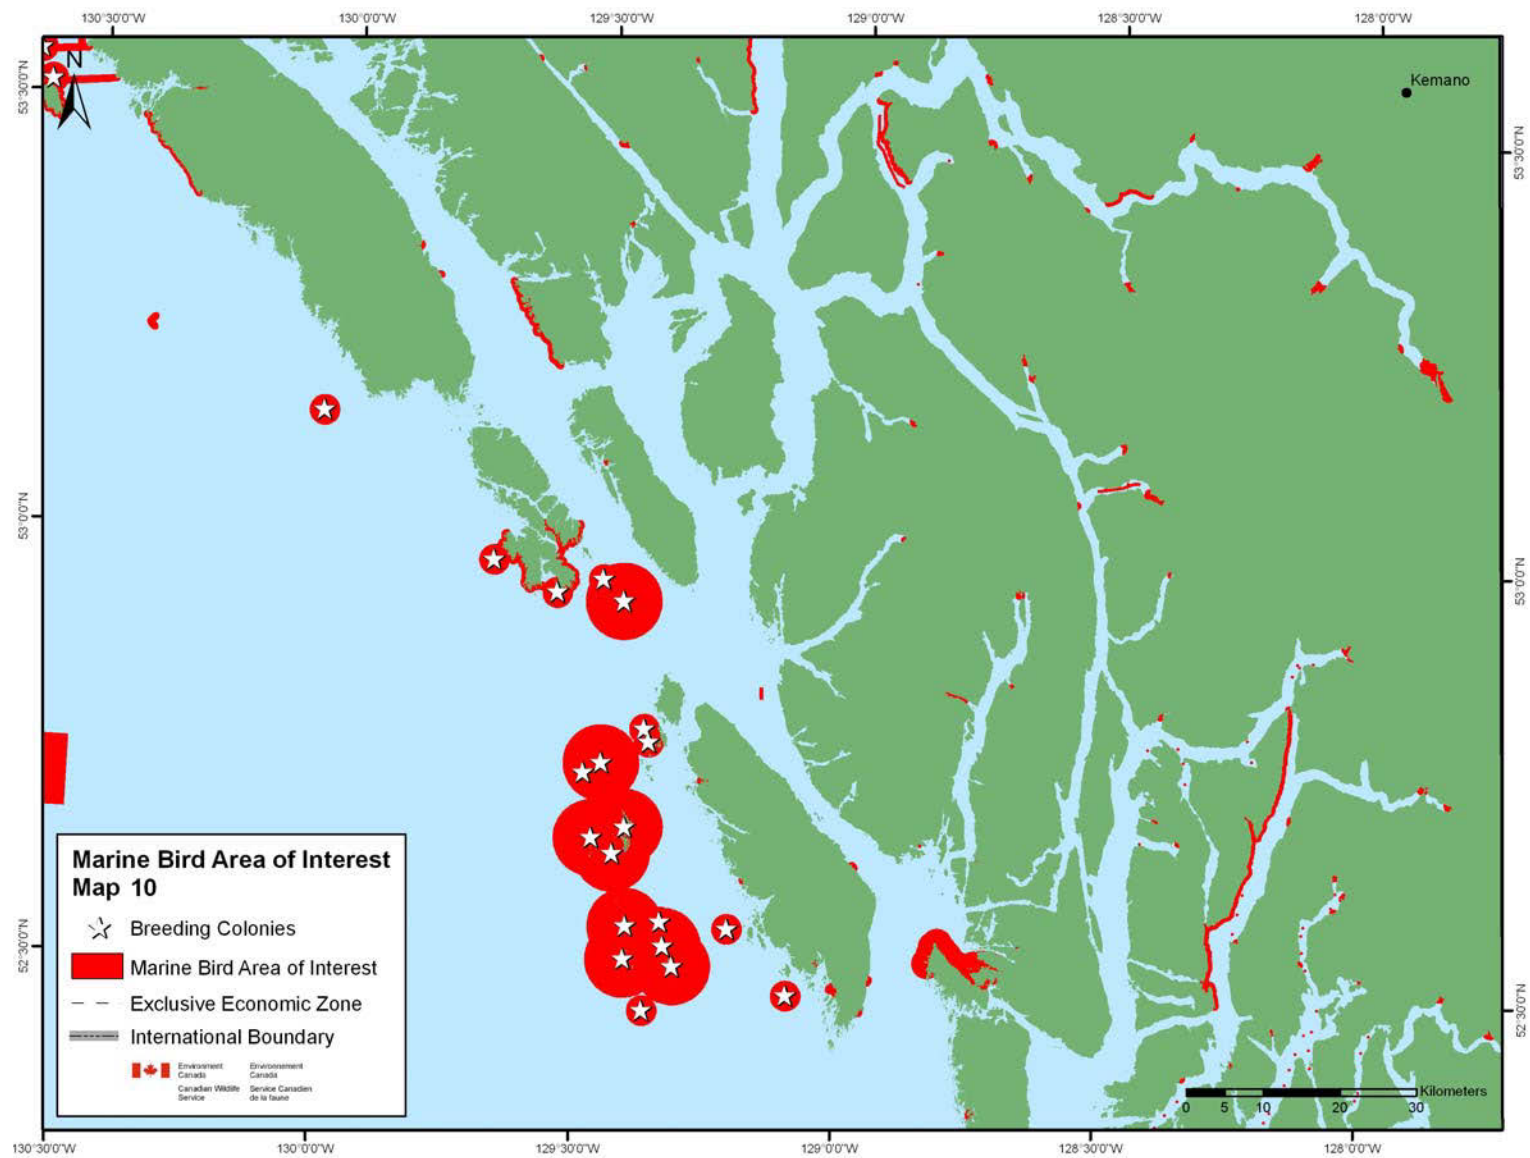 130°30'0"W 130°0'0"W 129°30'0"W 129°0'0"W 128°30'0"W 128°0'0"W
N
53°30'0"N
Kemano
53°30'0"N
53°0'0"N
53°0'0"N
Marine Bird Area of Interest
Map 10
Breeding Colonies
Marine Bird Area of Interest
Exclusive Economic Zone
International Boundary
Environment Environnement
Canada Canada
Canadian Wildlife Service Canadien
Service de la faune
52°30'0"N
52°30'0"N
Kilometers
0 5 10 20 30
130°30'0"W 130°0'0"W 129°30'0"W 129°0'0"W 128°30'0"W 128°0'0"W